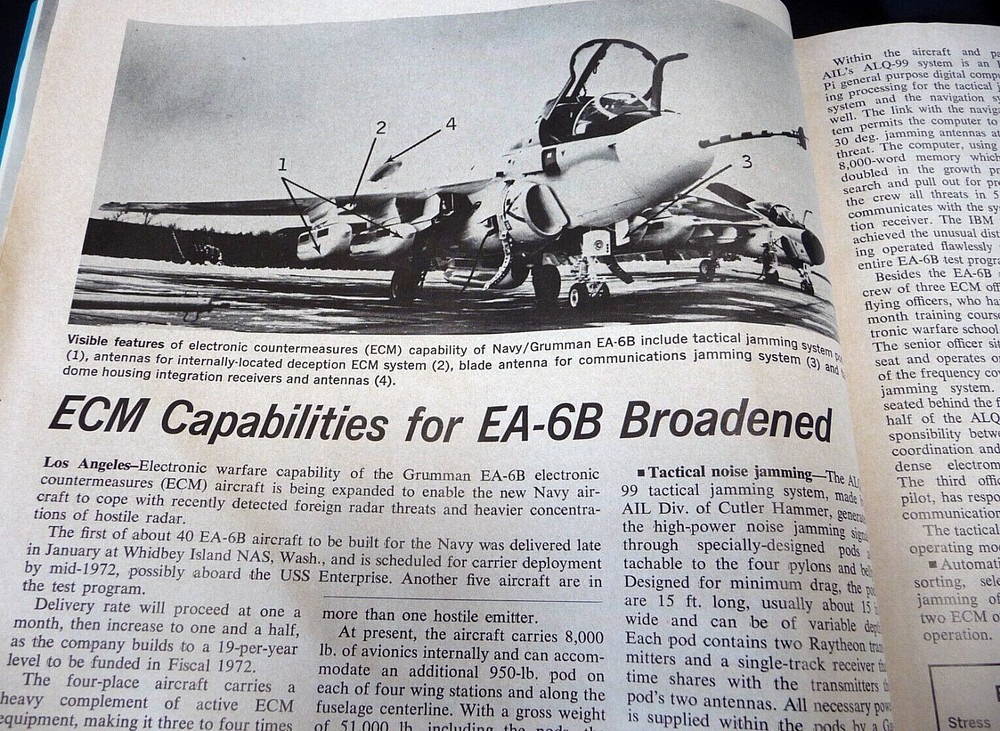 1
2
4
3
Visible features of electronic countermeasures (ECM) capability of Navy/Grumman EA-6B include tactical jamming system
(1), antennas for internally-located deception ECM system (2), blade antenna for communications jamming system (3) and
dome housing integration receivers and antennas (4).
ECM Capabilities for EA-6B Broadened
Los Angeles—Electronic warfare capability of the Grumman EA-6B electronic
countermeasures (ECM) aircraft is being expanded to enable the new Navy air-
craft to cope with recently detected foreign radar threats and heavier concentra-
tions of hostile radar.
The first of about 40 EA-6B aircraft to be built for the Navy was delivered late
in January at Whidbey Island NAS, Wash., and is scheduled for carrier deployment
by mid-1972, possibly aboard the USS Enterprise. Another five aircraft are in
the test program.
Delivery rate will proceed at one a
month, then increase to one and a half,
as the company builds to a 19-per-year
level to be funded in Fiscal 1972.
The four-place aircraft carries a
heavy complement of active ECM
equipment, making it three to four times
more than one hostile emitter.
At present, the aircraft carries 8,000
lb. of avionics internally and can accom-
modate an additional 950-lb. pod on
each of four wing stations and along the
fuselage centerline. With a gross weight
of 51,000 lb. including the pods, the
■ Tactical noise jamming—The
99 tactical jamming system, made
AIL Div. of Cutler Hammer,
the high-power noise jamming
through specially-designed pods
tachable to the four pylons and
Designed for minimum drag, the
are 15 ft. long, usually about 15
wide and can be of variable
Each pod contains two Raytheon
mitters and a single-track receiver
time shares with the transmitters
pod's two antennas. All necessary
is supplied within the pods by a
Within the aircraft and
AIL's ALQ-99 system is an
Pi general purpose digital
ing processing for the tactical
system and the navigation
well. The link with the
tem permits the computer to
30 deg. jamming antennas at
threat. The computer, using
8,000-word memory which
doubled in the growth
search and pull out for
the crew all threats in 5
communicates with the
tion receiver. The IBM
achieved the unusual
ing operated flawlessly
entire EA-6B test
Besides the EA-6B
crew of three ECM
flying officers, who
month training
tronic warfare school
The senior officer
seat and operates
of the frequency
jamming system.
seated behind the
half of the ALQ
sponsibility
coordination and
dense
The third
pilot, has
communication
The tactical
operating
■
sorting,
jamming of
two ECM
operation.
Stress